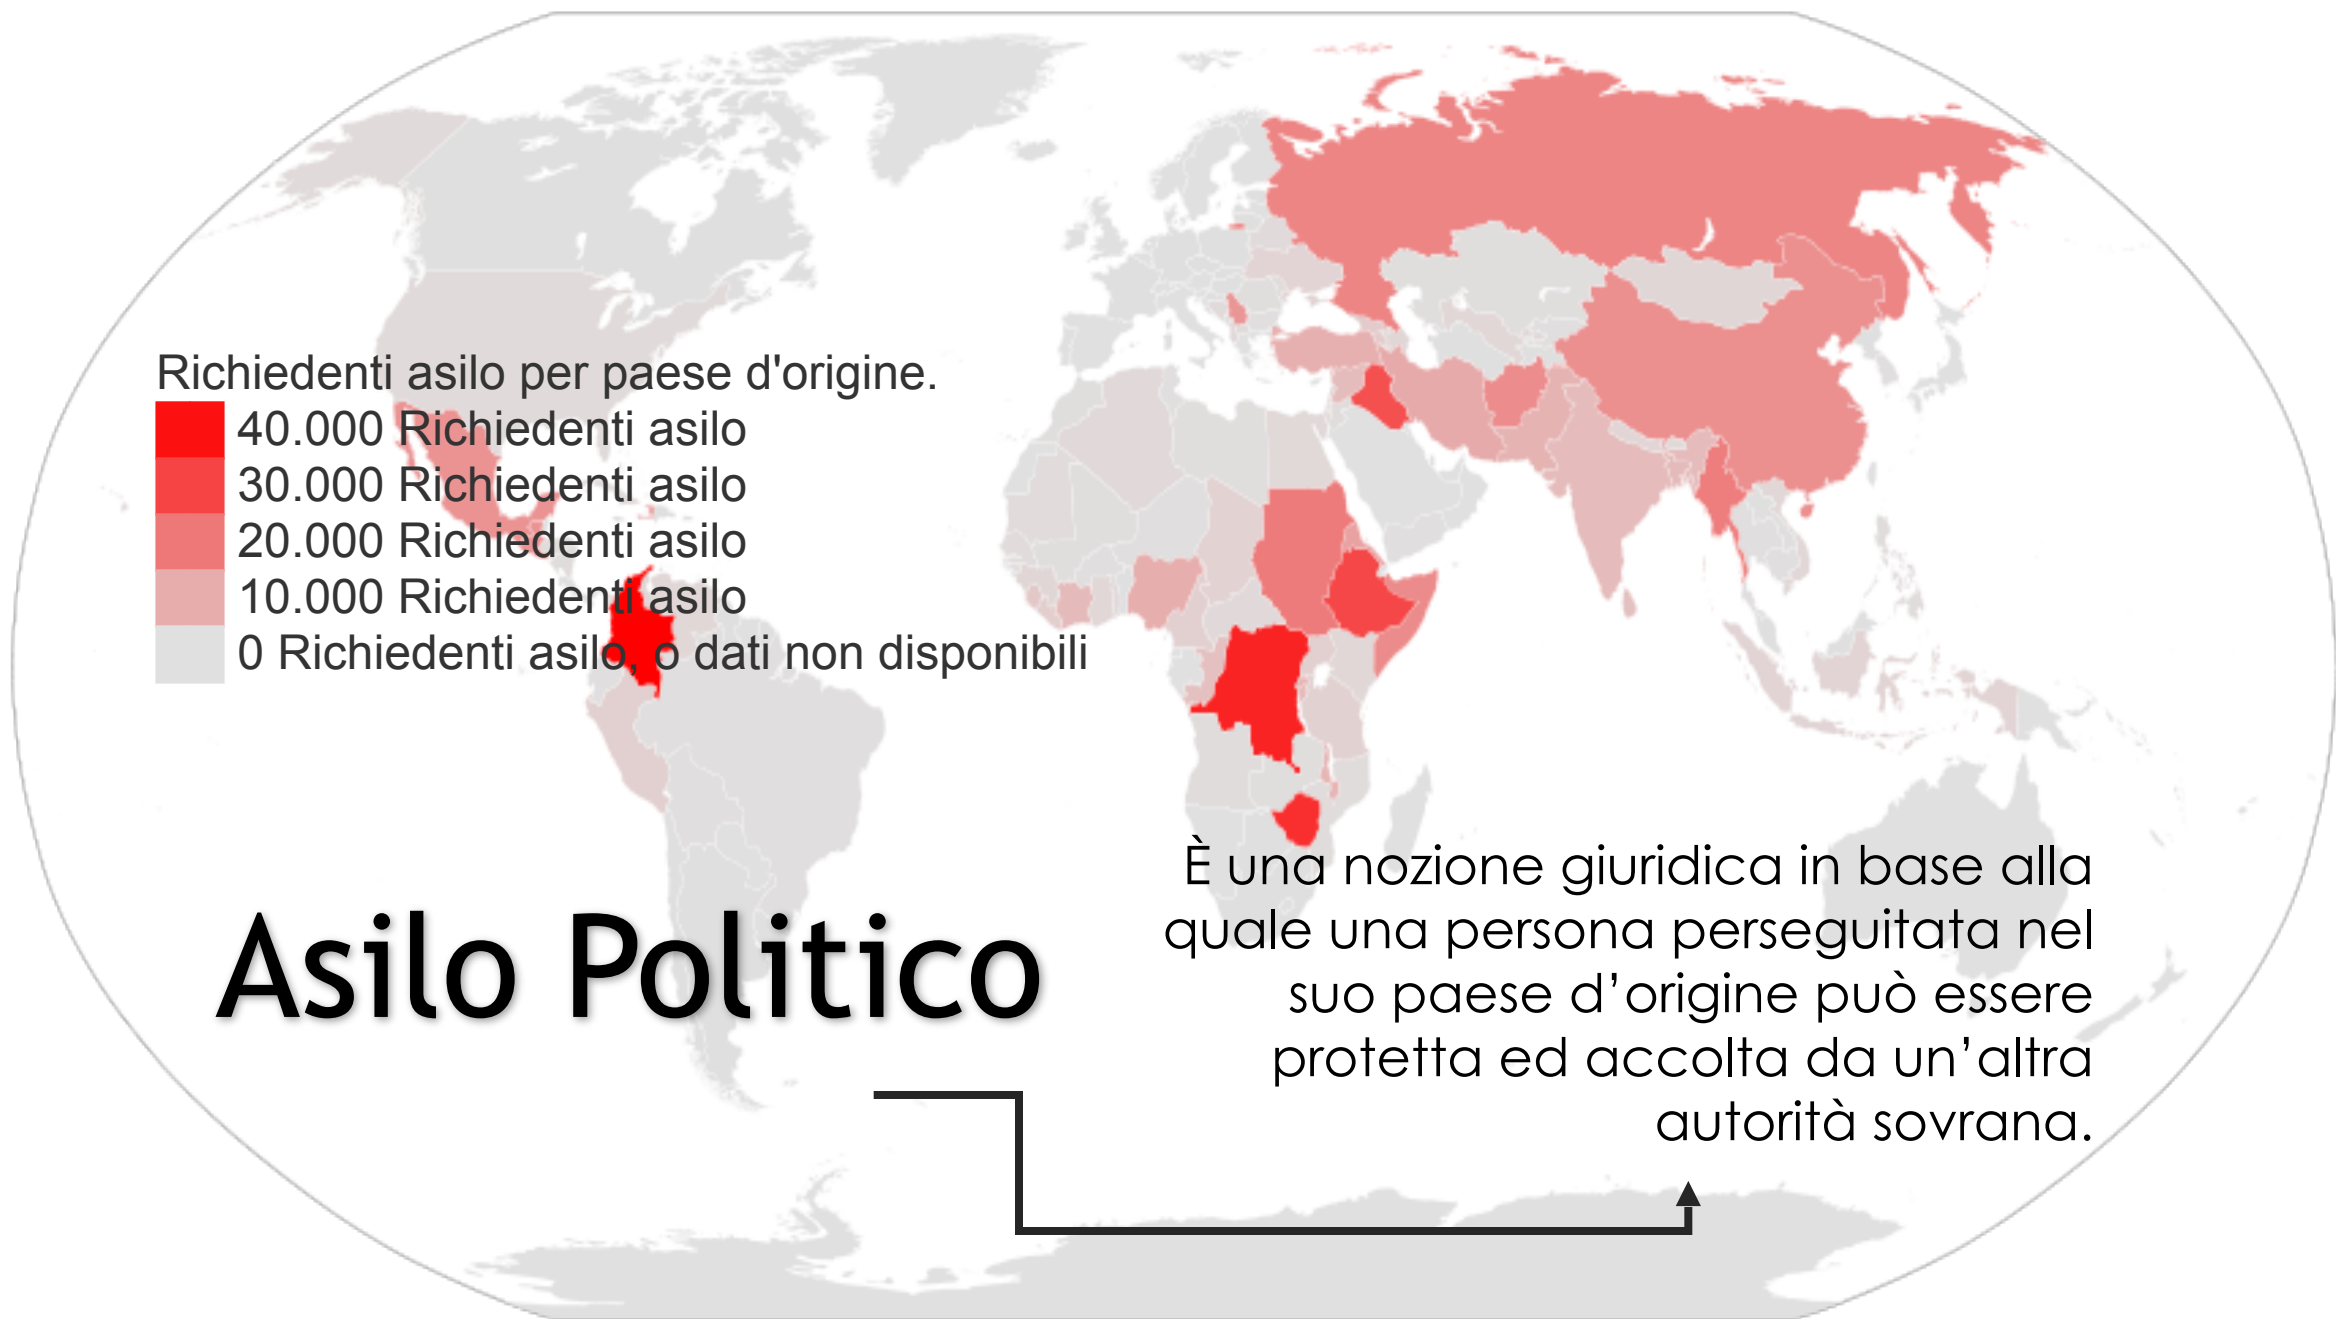 Richiedenti asilo per paese d'origine.
40.000 Richiedenti asilo
30.000 Richiedenti asilo
20.000 Richiedenti asilo
10.000 Richiedenti asilo
0 Richiedenti asilo, o dati non disponibili
Asilo Politico
È una nozione giuridica in base alla
quale una persona perseguitata nel
suo paese d’origine può essere
protetta ed accolta da un’altra
autorità sovrana.